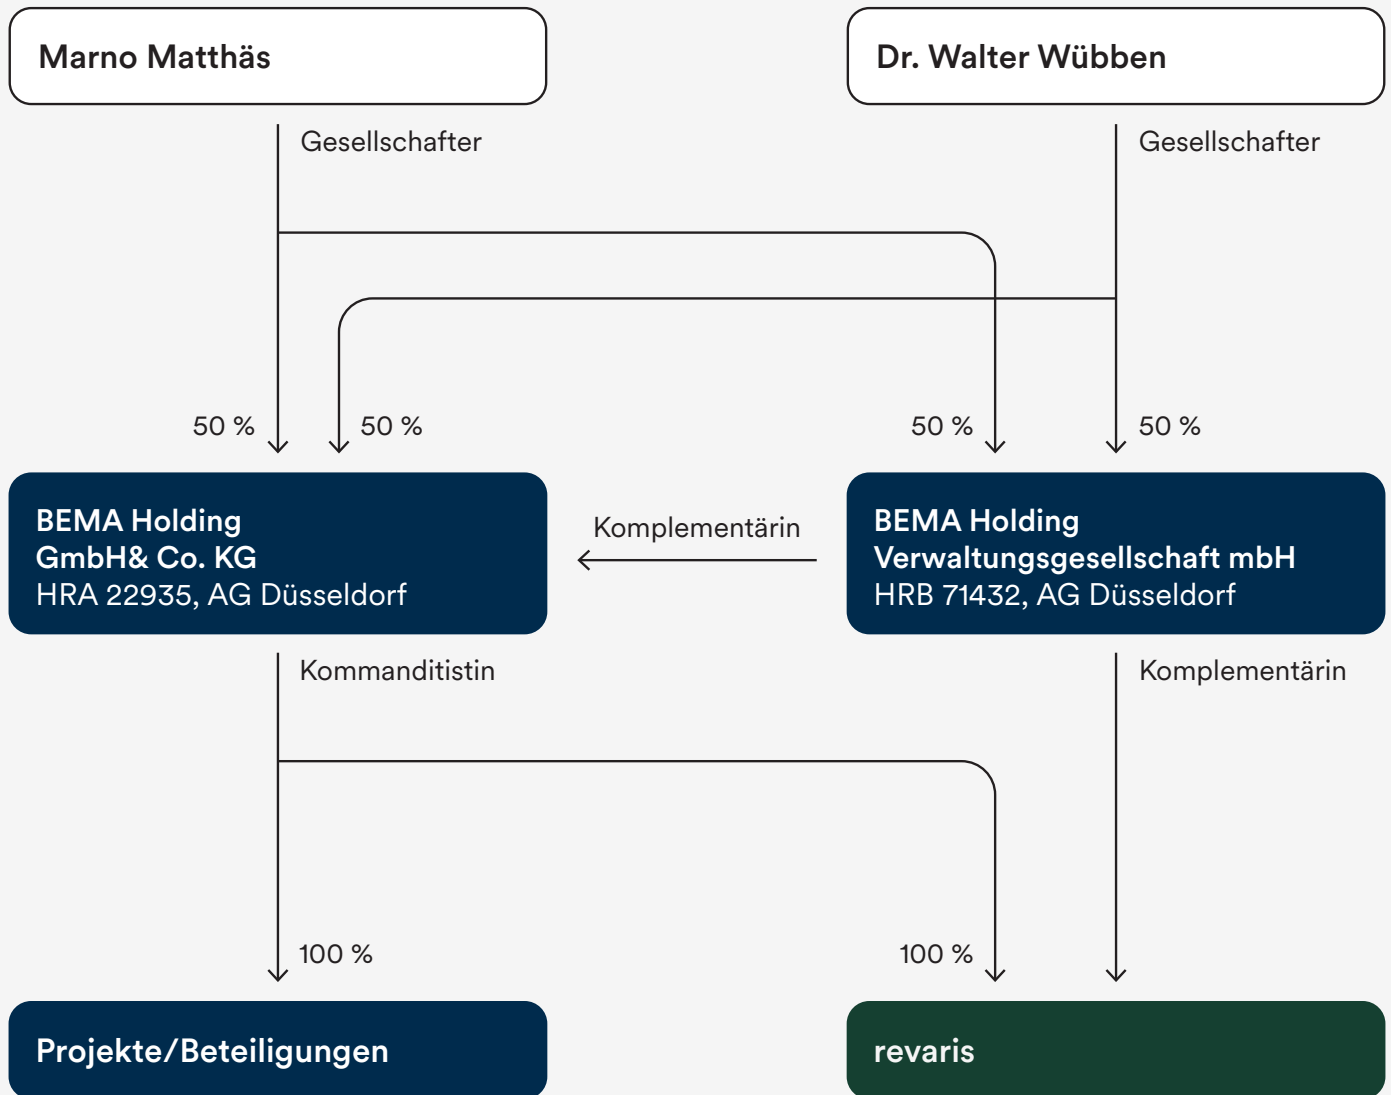 Marno Matthäs
Dr. Walter Wübben
Gesellschafter
Gesellschafter
50 %
50 %
50 %
50 %
BEMA Holding
GmbH& Co. KG
HRA 22935, AG Düsseldorf
Komplementärin
BEMA Holding
Verwaltungsgesellschaft mbH
HRB 71432, AG Düsseldorf
Kommanditistin
Komplementärin
100 %
100 %
Projekte/Beteiligungen
revaris